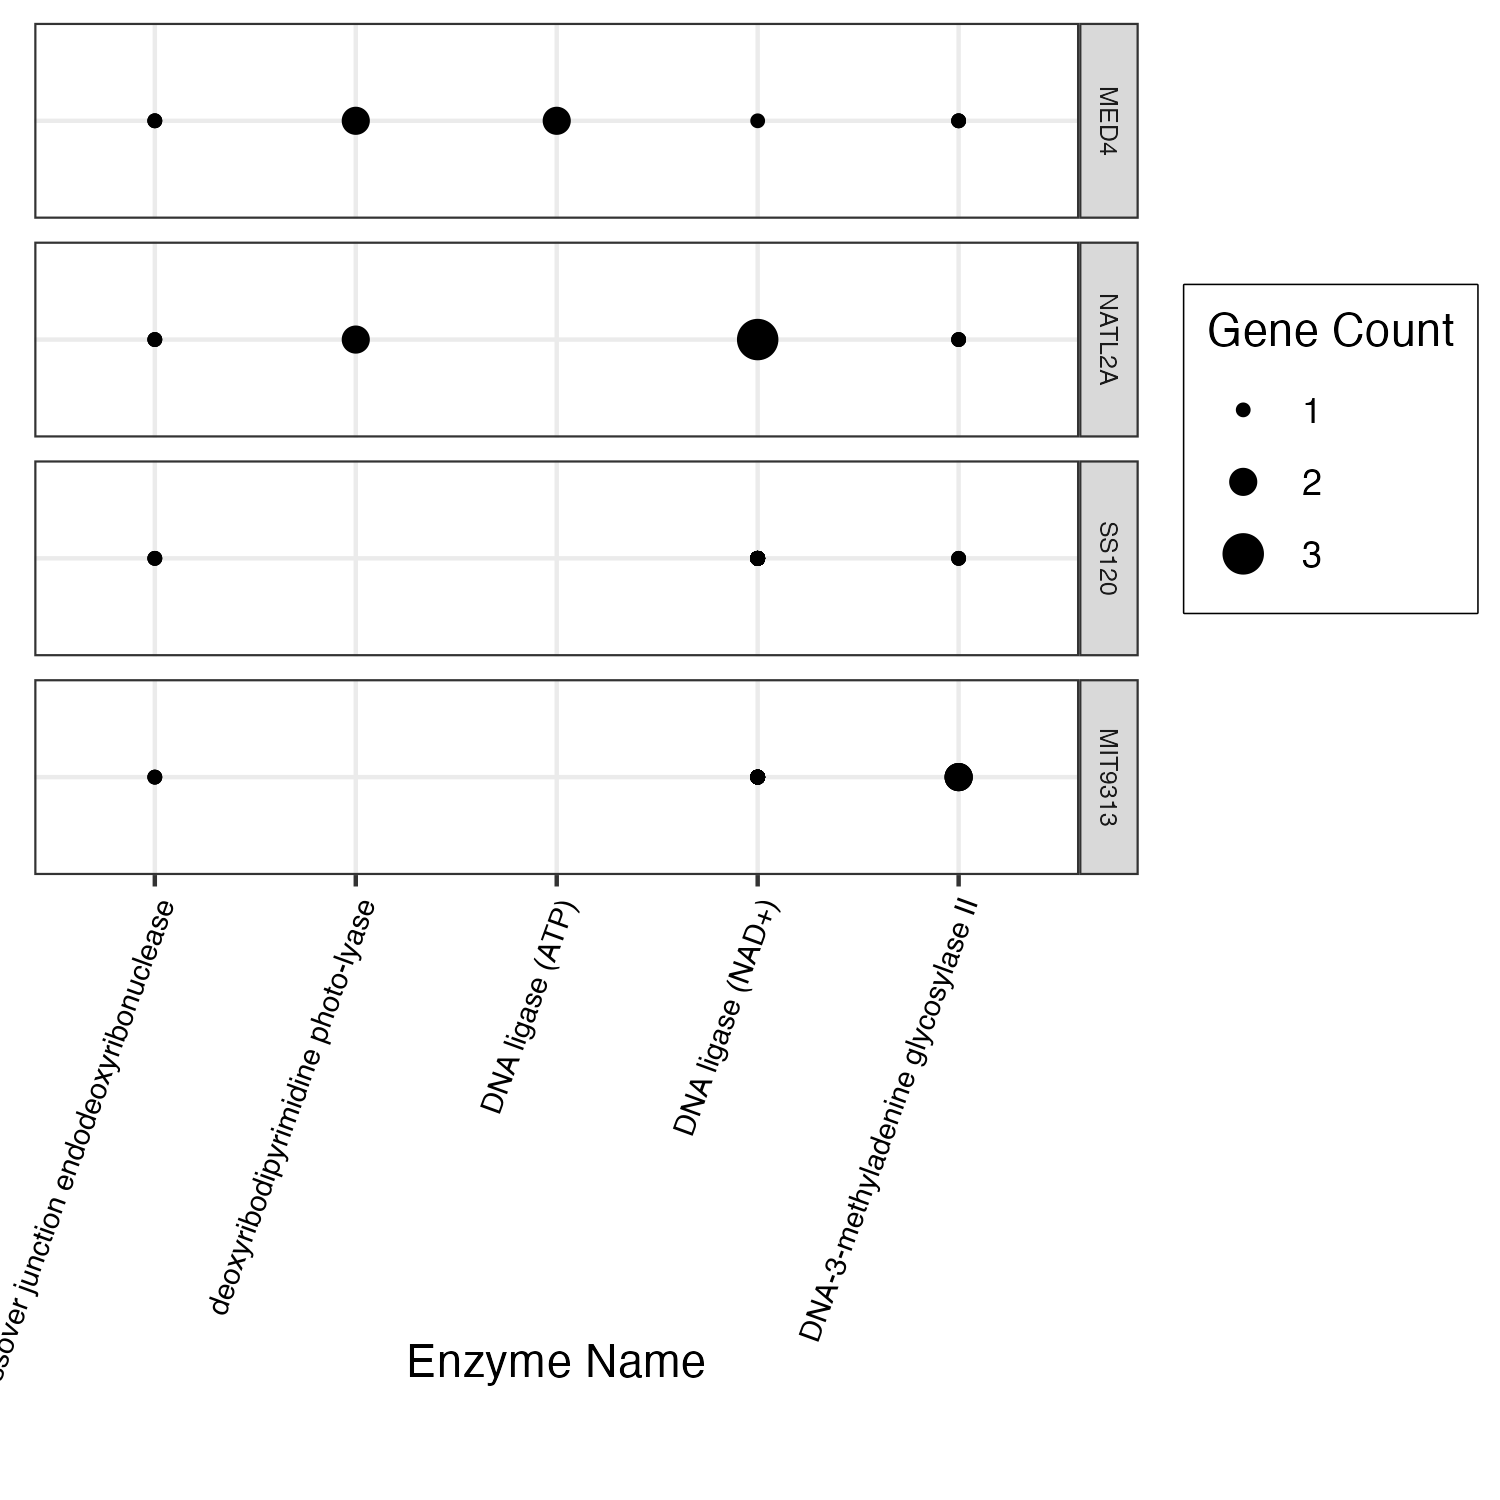 MED4
NATL2A
SS120
MIT9313
Gene Count
1
2
3
junction endodeoxyribonuclease
deoxyribodipyrimidine photo-lyase
DNA ligase (ATP)
DNA ligase (NAD+)
DNA-3-methyladenine glycosylase II
Enzyme Name